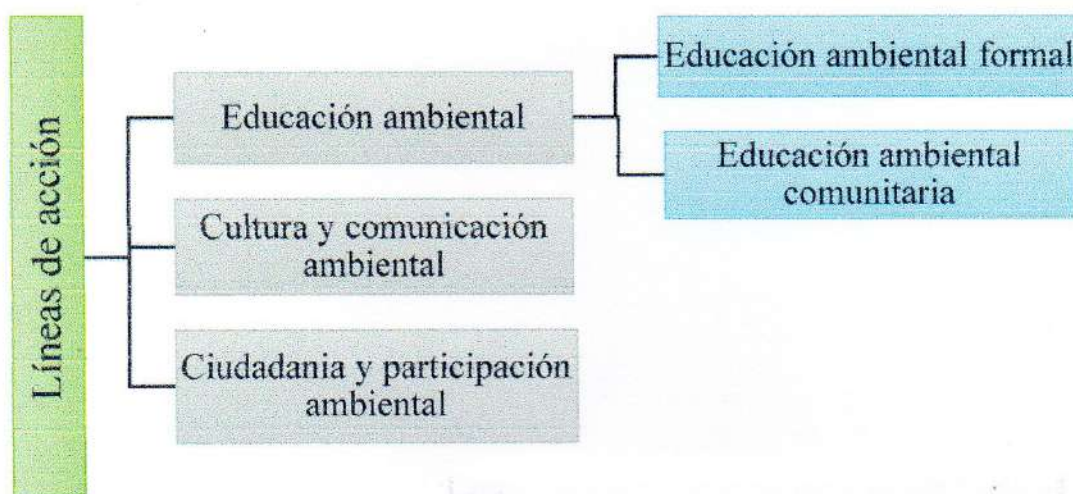 Líneas de acción
Educación ambiental
Cultura y comunicación
ambiental
Ciudadania y participación
ambiental
Educación ambiental formal
Educación ambiental
comunitaria